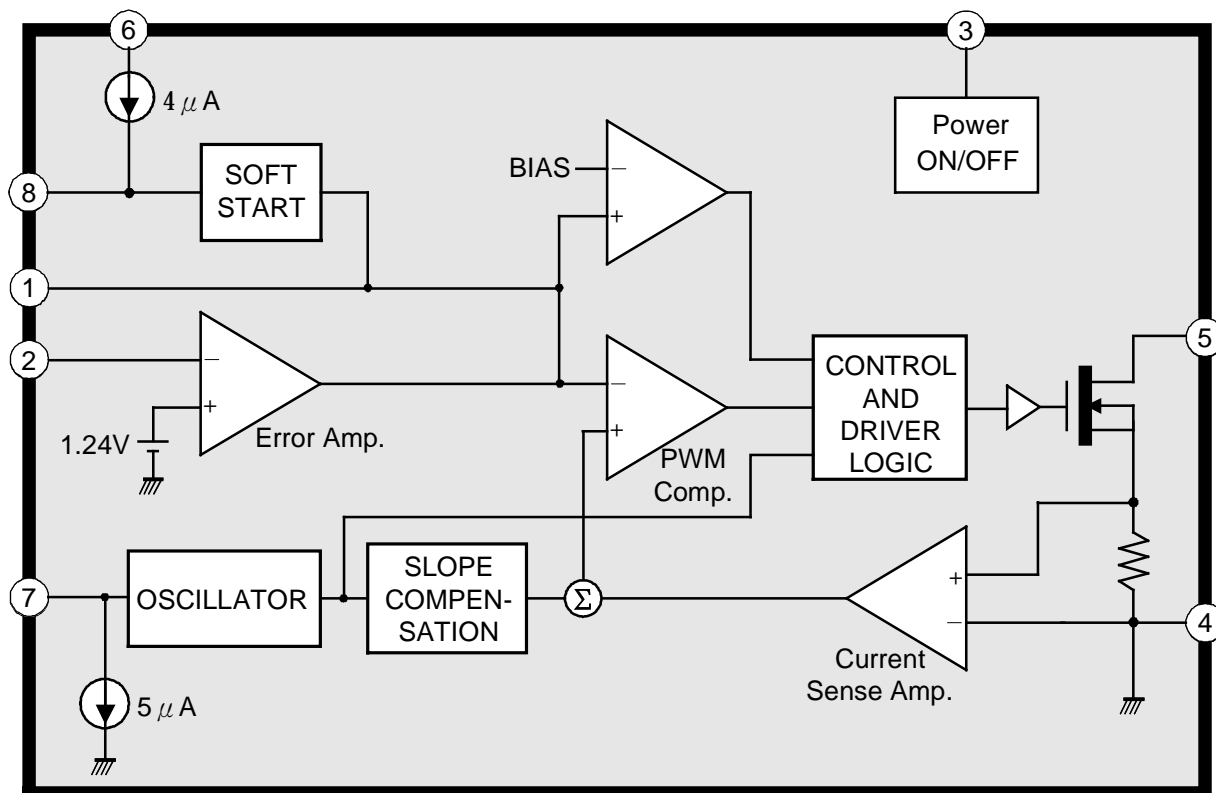 6
3
4 μ A
Power
ON/OFF
8
SOFT
START
BIAS
−
+
1
2
−
+
1.24V
Error Amp.
−
+
PWM
Comp.
CONTROL
AND
DRIVER
LOGIC
5
7
OSCILLATOR
SLOPE
COMPEN-
SATION
Σ
+
−
Current
Sense Amp.
4
5 μ A